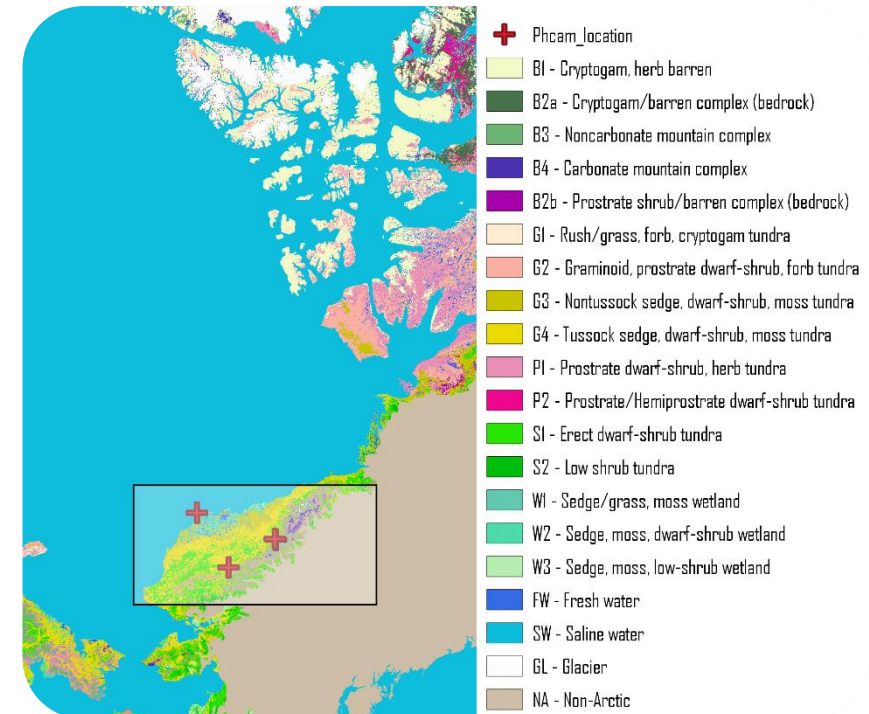 Phcam_location
B1 - Cryptogam, herb barren
B2a - Cryptogam/barren complex (bedrock)
B3 - Noncarbonate mountain complex
B4 - Carbonate mountain complex
B2b - Prostrate shrub/barren complex (bedrock)
G1 - Rush/grass, forb, cryptogam tundra
G2 - Graminoid, prostrate dwarf-shrub, forb tundra
G3 - Nontussock sedge, dwarf-shrub, moss tundra
G4 - Tussock sedge, dwarf-shrub, moss tundra
P1 - Prostrate dwarf-shrub, herb tundra
P2 - Prostrate/Hemiprostrate dwarf-shrub tundra
S1 - Erect dwarf-shrub tundra
S2 - Low shrub tundra
W1 - Sedge/grass, moss wetland
W2 - Sedge, moss, dwarf-shrub wetland
W3 - Sedge, moss, low-shrub wetland
FW - Fresh water
SW - Saline water
GL - Glacier
NA - Non-Arctic